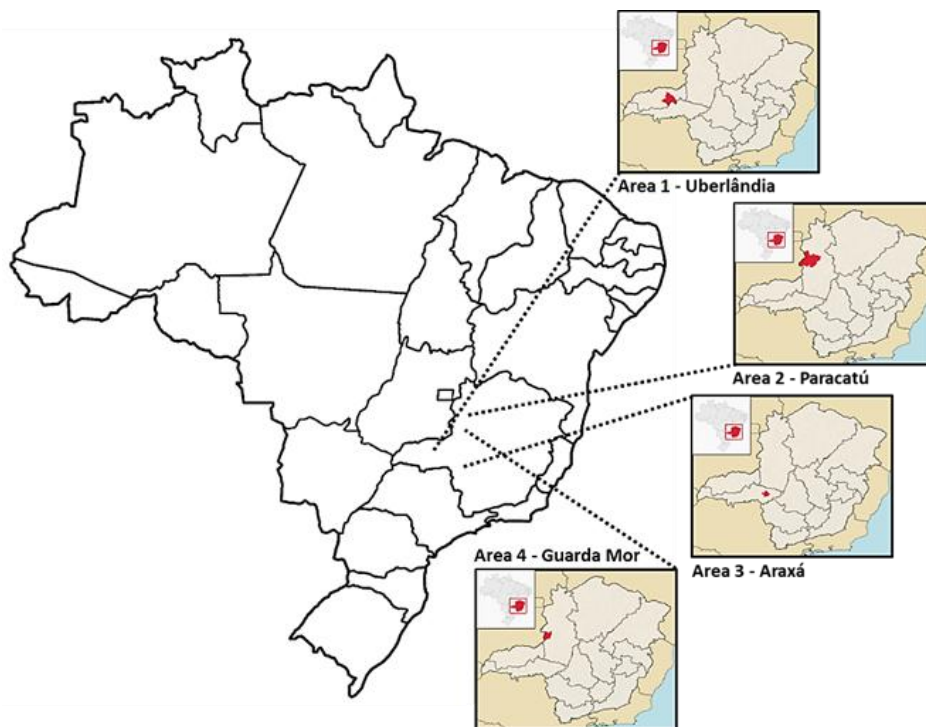 Area 1 - Uberlândia
Area 2 - Paracatú
Area 4 - Guarda Mor
Area 3 - Araxá